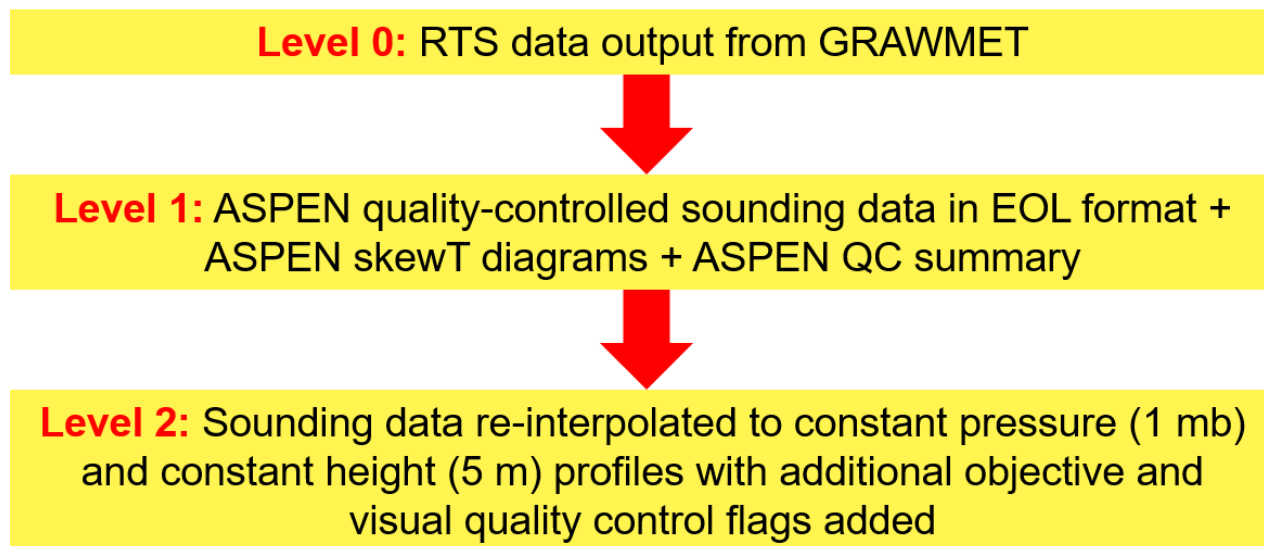 Level 0: RTS data output from GRAWMET
Level 1: ASPEN quality-controlled sounding data in EOL format +
ASPEN skewT diagrams + ASPEN QC summary
Level 2: Sounding data re-interpolated to constant pressure (1 mb)
and constant height (5 m) profiles with additional objective and
visual quality control flags added